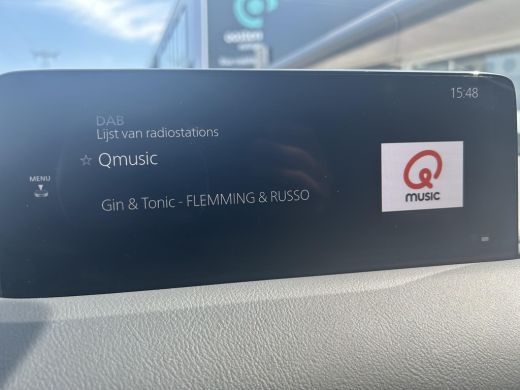 15:48
DAB
Lijst van radiostations
☆ Qmusic
MENU
Gin & Tonic - FLEMMING & RUSSO
Q
MUSIC